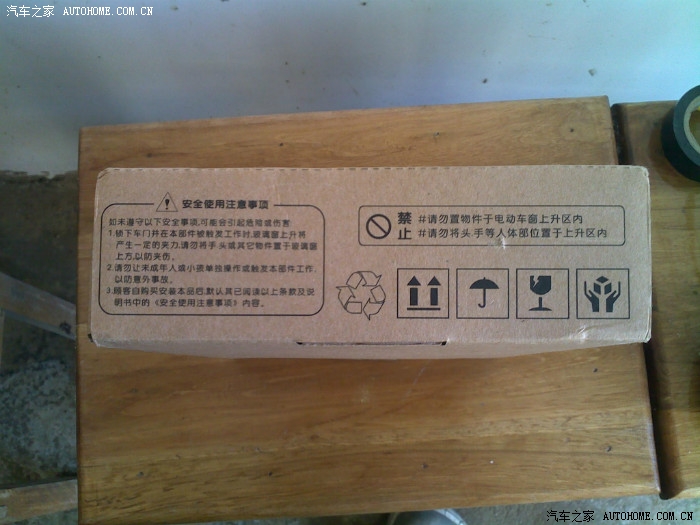 汽车之家 AUTOHOME.COM.CN
安全使用注意事项
如未遵守以下安全事项,可能会引起危险或伤害
1.锁下车门并在本部件被触发工作时,玻璃窗上升将
产生一定的夹力,请勿将手头或其它物件置于玻璃窗
上方,以防夹伤。
2.请勿让未成年人或小孩单独操作或触发本部件工作,
以防意外事故。
3.顾客自购买安装本品后,默认其已阅读以上条款及说
明书中的《安全使用注意事项》内容。
禁止
#请勿置物件于电动车窗上升区内
#请勿将头.手等人体部位置于上升区内
汽车之家 AUTOHOME.COM.CN